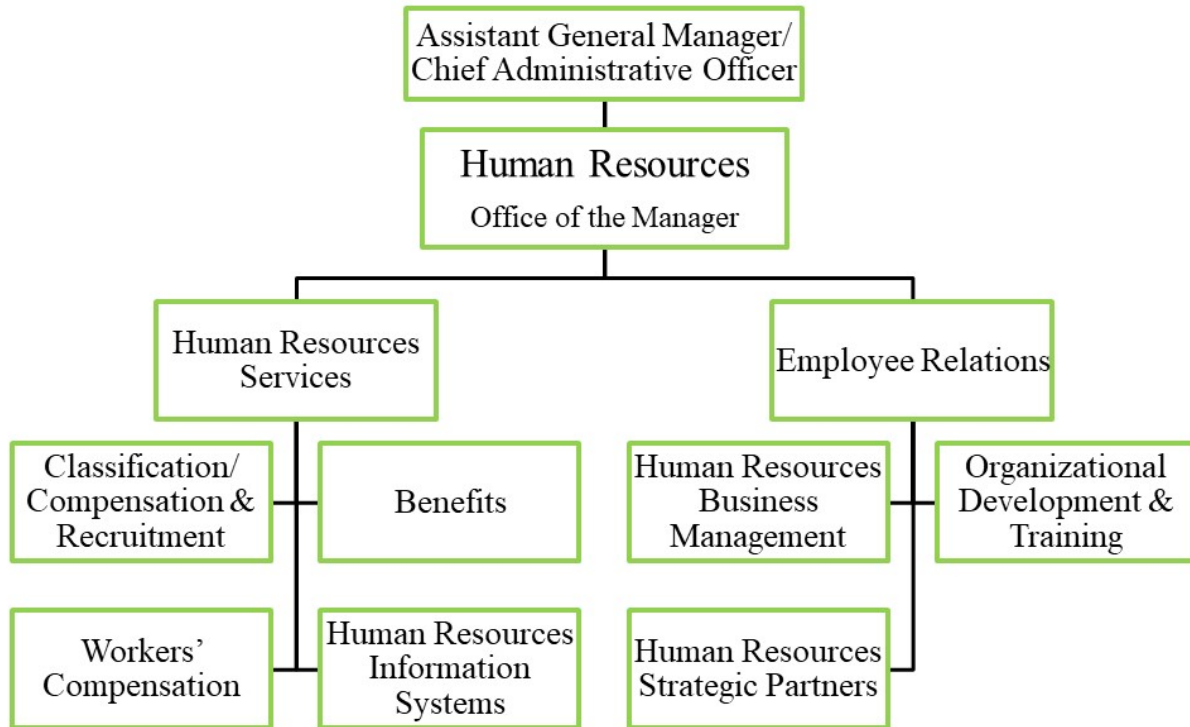 Assistant General Manager/
Chief Administrative Officer
Human Resources
Office of the Manager
Human Resources
Services
Employee Relations
Classification/
Compensation &
Recruitment
Benefits
Human Resources
Business
Management
Organizational
Development &
Training
Workers’
Compensation
Human Resources
Information
Systems
Human Resources
Strategic Partners